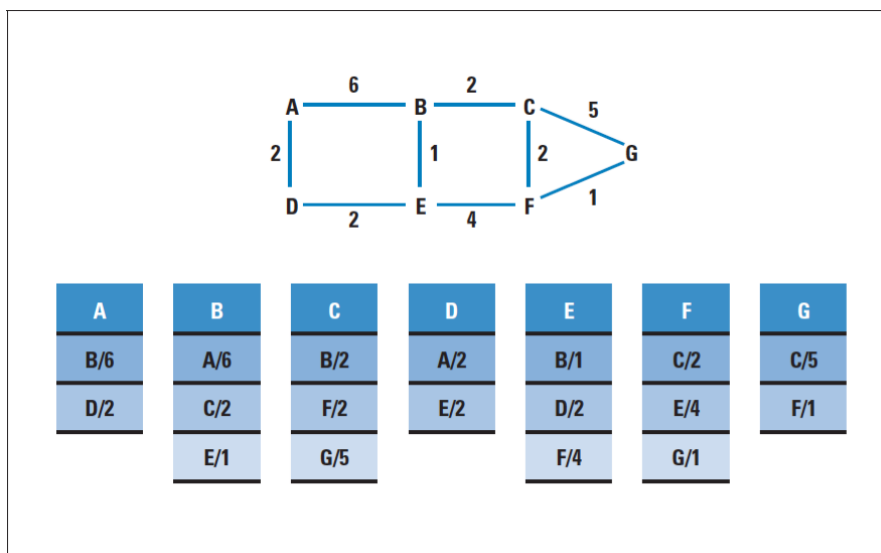 6 2
A B C 5
2 1 2 G
D E F 1
2 4
A B C D E F G
B/6 A/6 B/2 A/2 B/1 C/2 C/5
D/2 C/2 F/2 E/2 D/2 E/4 F/1
E/1 G/5 F/4 G/1